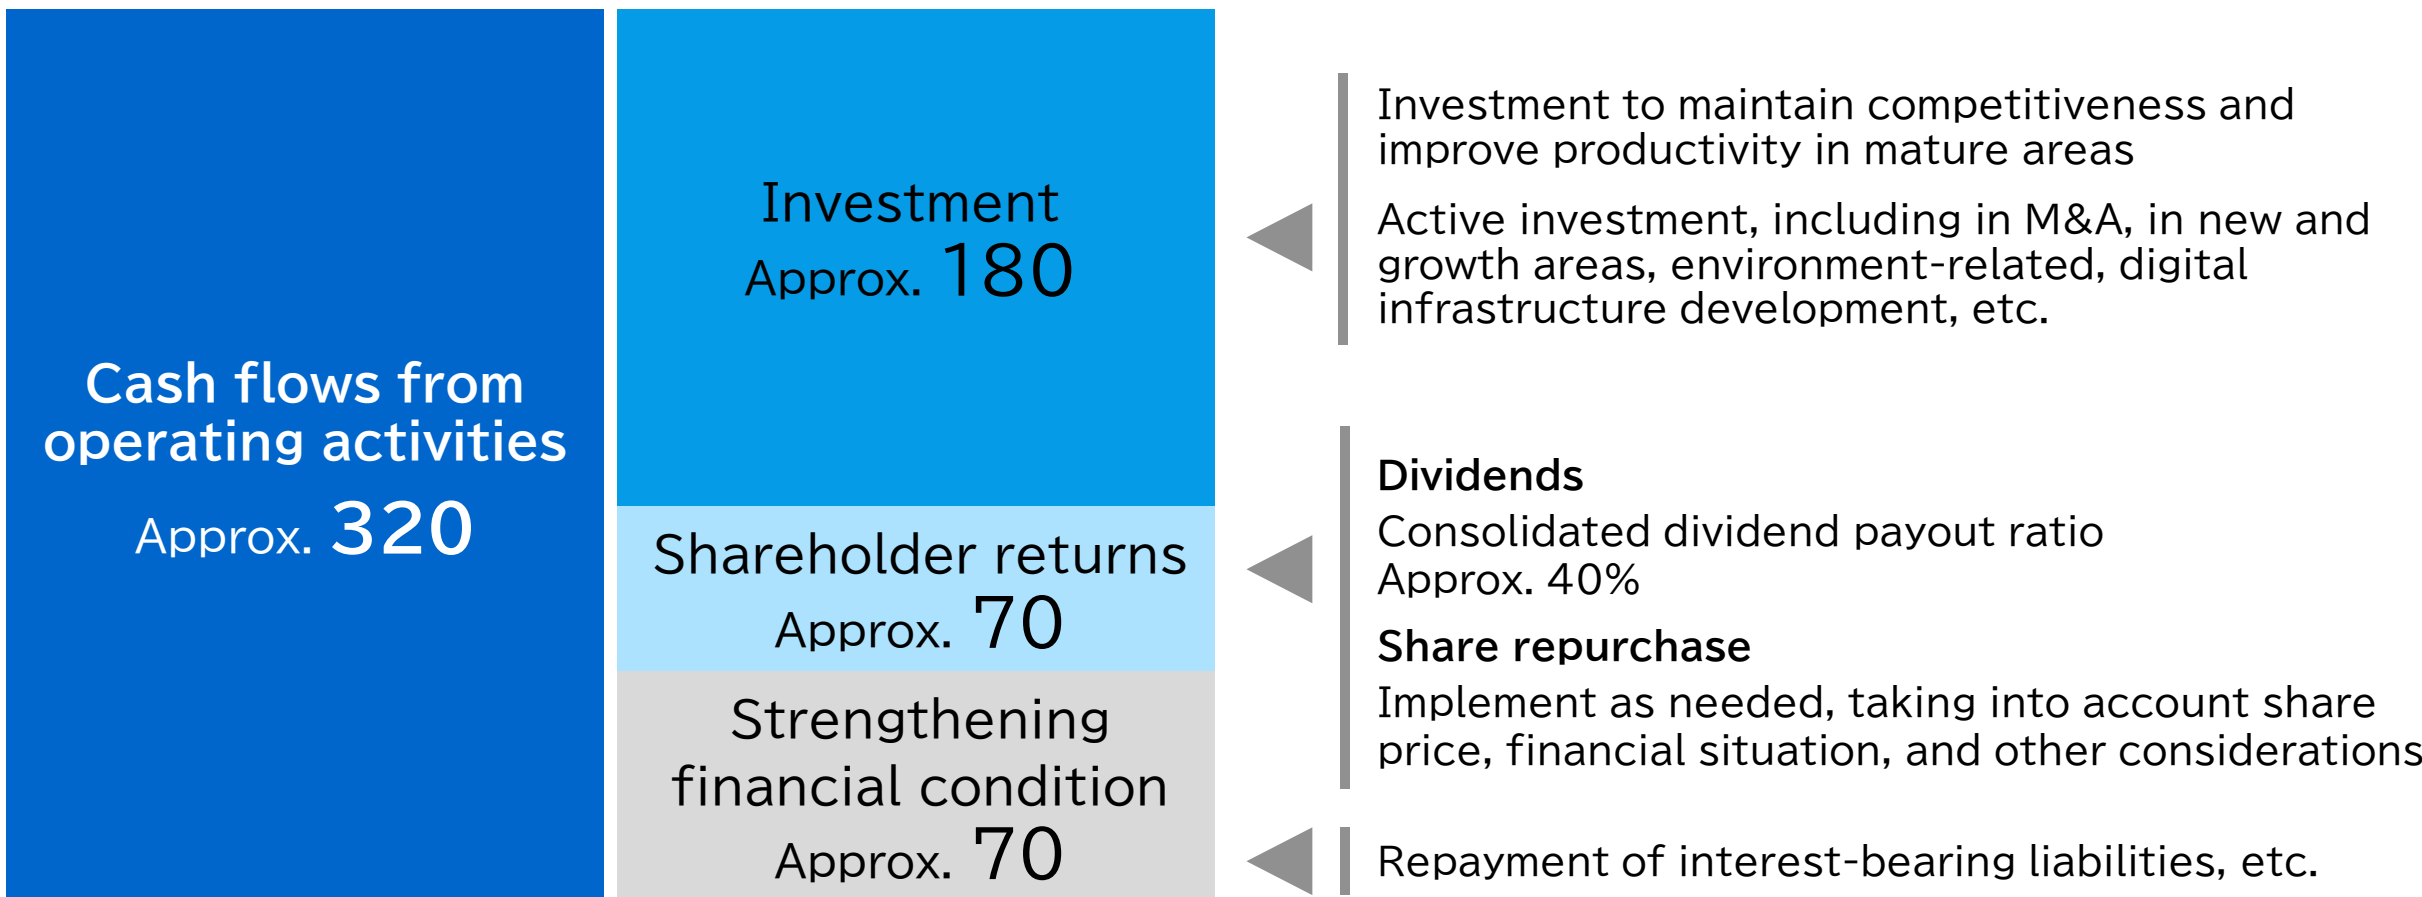 Cash flows from
operating activities
Approx. 320
Investment
Approx. 180
Shareholder returns
Approx. 70
Strengthening
financial condition
Approx. 70
Investment to maintain competitiveness and
improve productivity in mature areas
Active investment, including in M&A, in new and
growth areas, environment-related, digital
infrastructure development, etc.
Dividends
Consolidated dividend payout ratio
Approx. 40%
Share repurchase
Implement as needed, taking into account share
price, financial situation, and other considerations
Repayment of interest-bearing liabilities, etc.